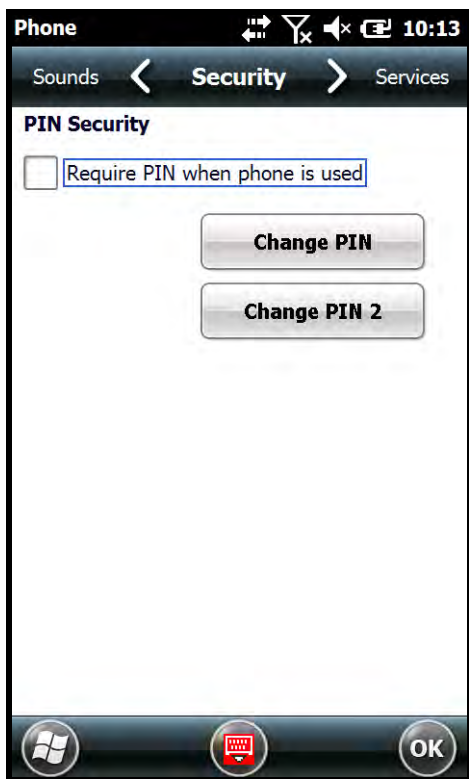 Phone 10:13
Sounds Security Services
PIN Security
Require PIN when phone is used
Change PIN
Change PIN 2
OK